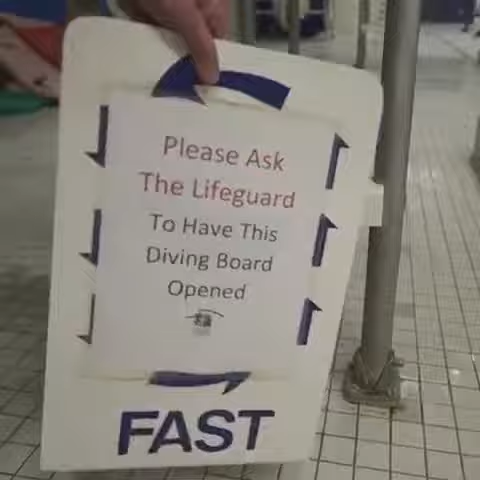 Please Ask
The Lifeguard
To Have This
Diving Board
Opened
FAST